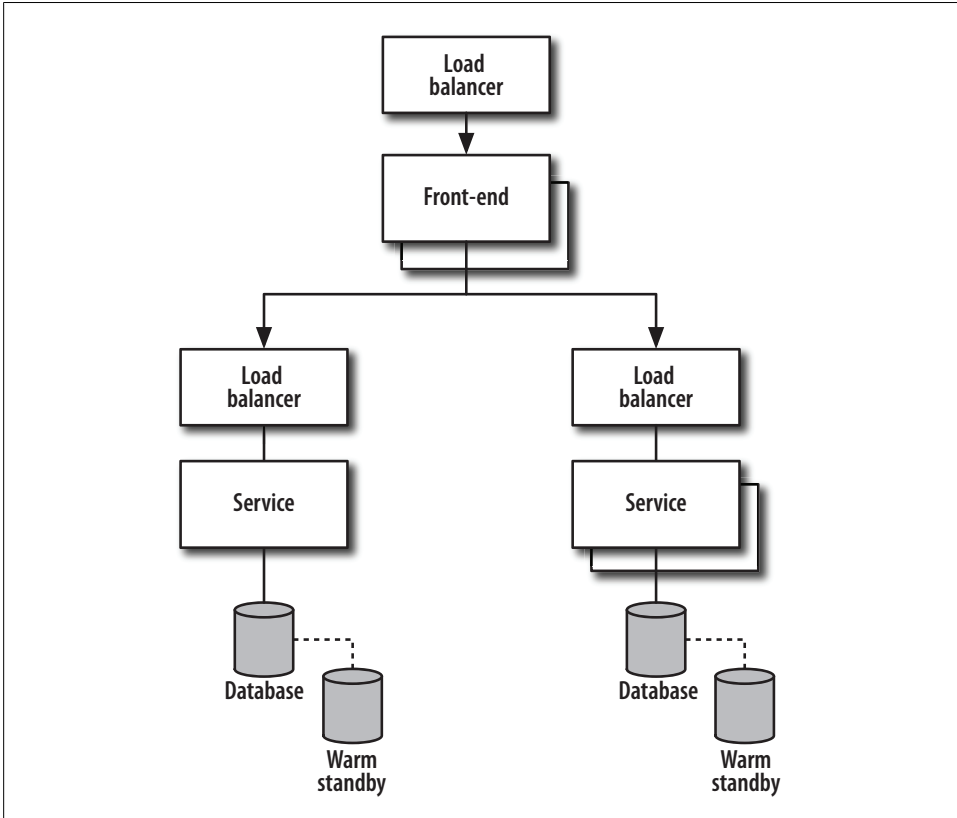 Load
balancer
Front-end
Load
balancer
Load
balancer
Service
Service
Database
Database
Warm
standby
Warm
standby